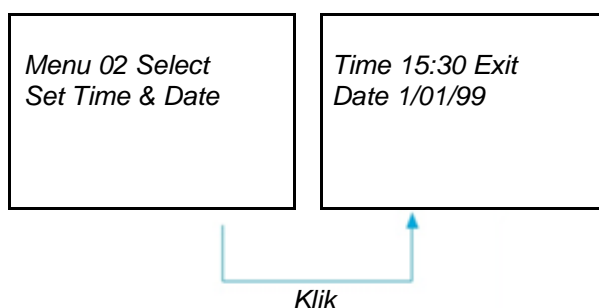 Menu 02 Select
Set Time & Date
Time 15:30 Exit
Date 1/01/99
Klik